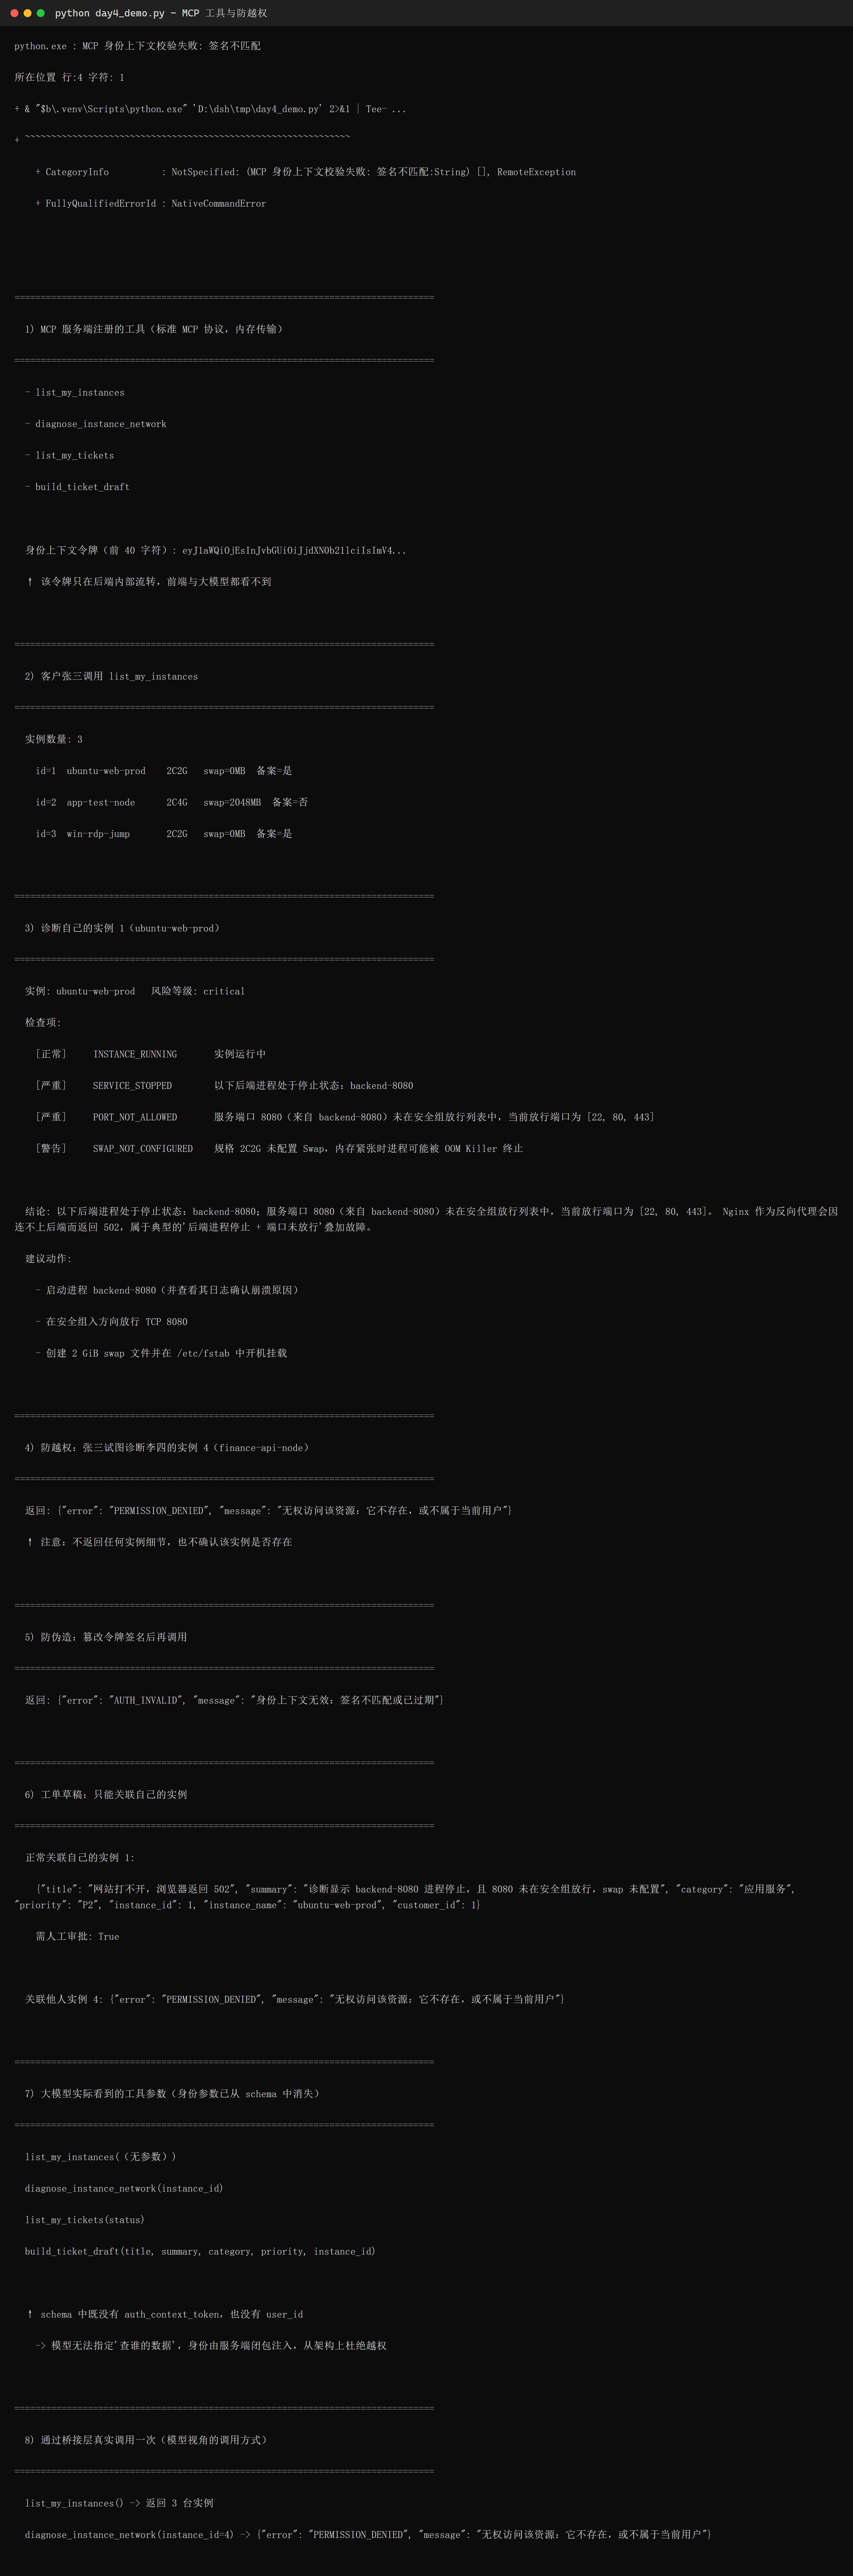 python day4_demo.py - MCP 工具与防越权
python.exe : MCP 身份上下文校验失败: 签名不匹配
所在位置 行:4 字符: 1
+ & "$b\.venv\Scripts\python.exe" 'D:\dsh\tmp\day4_demo.py' 2>&1 | Tee- ...
+ ~~~~~~~~~~~~~~~~~~~~~~~~~~~~~~~~~~~~~~~~~~~~~~~~~~~~~~~~~~~~~~
    + CategoryInfo          : NotSpecified: (MCP 身份上下文校验失败: 签名不匹配:String) [], RemoteException
    + FullyQualifiedErrorId : NativeCommandError
================================================================================
1) MCP 服务端注册的工具（标准 MCP 协议，内存传输）
================================================================================
- list_my_instances
- diagnose_instance_network
- list_my_tickets
- build_ticket_draft
身份上下文令牌（前 40 字符）: eyJ1aWQiOjEsInJvbGUiOiJjdXN0b21lciIsImV4...
↑ 该令牌只在后端内部流转，前端与大模型都看不到
================================================================================
2) 客户张三调用 list_my_instances
================================================================================
实例数量: 3
id=1  ubuntu-web-prod    2C2G   swap=0MB  备案=是
id=2  app-test-node      2C4G   swap=2048MB  备案=否
id=3  win-rdp-jump       2C2G   swap=0MB  备案=是
================================================================================
3) 诊断自己的实例 1（ubuntu-web-prod）
================================================================================
实例: ubuntu-web-prod   风险等级: critical
检查项:
[正常]     INSTANCE_RUNNING       实例运行中
[严重]     SERVICE_STOPPED        以下后端进程处于停止状态：backend-8080
[严重]     PORT_NOT_ALLOWED       服务端口 8080（来自 backend-8080）未在安全组放行列表中，当前放行端口为 [22, 80, 443]
[警告]     SWAP_NOT_CONFIGURED    规格 2C2G 未配置 Swap，内存紧张时进程可能被 OOM Killer 终止
结论: 以下后端进程处于停止状态：backend-8080；服务端口 8080（来自 backend-8080）未在安全组放行列表中，当前放行端口为 [22, 80, 443]。 Nginx 作为反向代理会因
连不上后端而返回 502，属于典型的'后端进程停止 + 端口未放行'叠加故障。
建议动作:
- 启动进程 backend-8080（并查看其日志确认崩溃原因）
- 在安全组入方向放行 TCP 8080
- 创建 2 GiB swap 文件并在 /etc/fstab 中开机挂载
================================================================================
4) 防越权：张三试图诊断李四的实例 4（finance-api-node）
================================================================================
返回: {"error": "PERMISSION_DENIED", "message": "无权访问该资源：它不存在，或不属于当前用户"}
↑ 注意：不返回任何实例细节，也不确认该实例是否存在
================================================================================
5) 防伪造：篡改令牌签名后再调用
================================================================================
返回: {"error": "AUTH_INVALID", "message": "身份上下文无效：签名不匹配或已过期"}
================================================================================
6) 工单草稿：只能关联自己的实例
================================================================================
正常关联自己的实例 1:
{"title": "网站打不开，浏览器返回 502", "summary": "诊断显示 backend-8080 进程停止，且 8080 未在安全组放行，swap 未配置", "category": "应用服务",
"priority": "P2", "instance_id": 1, "instance_name": "ubuntu-web-prod", "customer_id": 1}
需人工审批: True
关联他人实例 4: {"error": "PERMISSION_DENIED", "message": "无权访问该资源：它不存在，或不属于当前用户"}
================================================================================
7) 大模型实际看到的工具参数（身份参数已从 schema 中消失）
================================================================================
list_my_instances(（无参数）)
diagnose_instance_network(instance_id)
list_my_tickets(status)
build_ticket_draft(title, summary, category, priority, instance_id)
↑ schema 中既没有 auth_context_token，也没有 user_id
-> 模型无法指定'查谁的数据'，身份由服务端闭包注入，从架构上杜绝越权
================================================================================
8) 通过桥接层真实调用一次（模型视角的调用方式）
================================================================================
list_my_instances() -> 返回 3 台实例
diagnose_instance_network(instance_id=4) -> {"error": "PERMISSION_DENIED", "message": "无权访问该资源：它不存在，或不属于当前用户"}